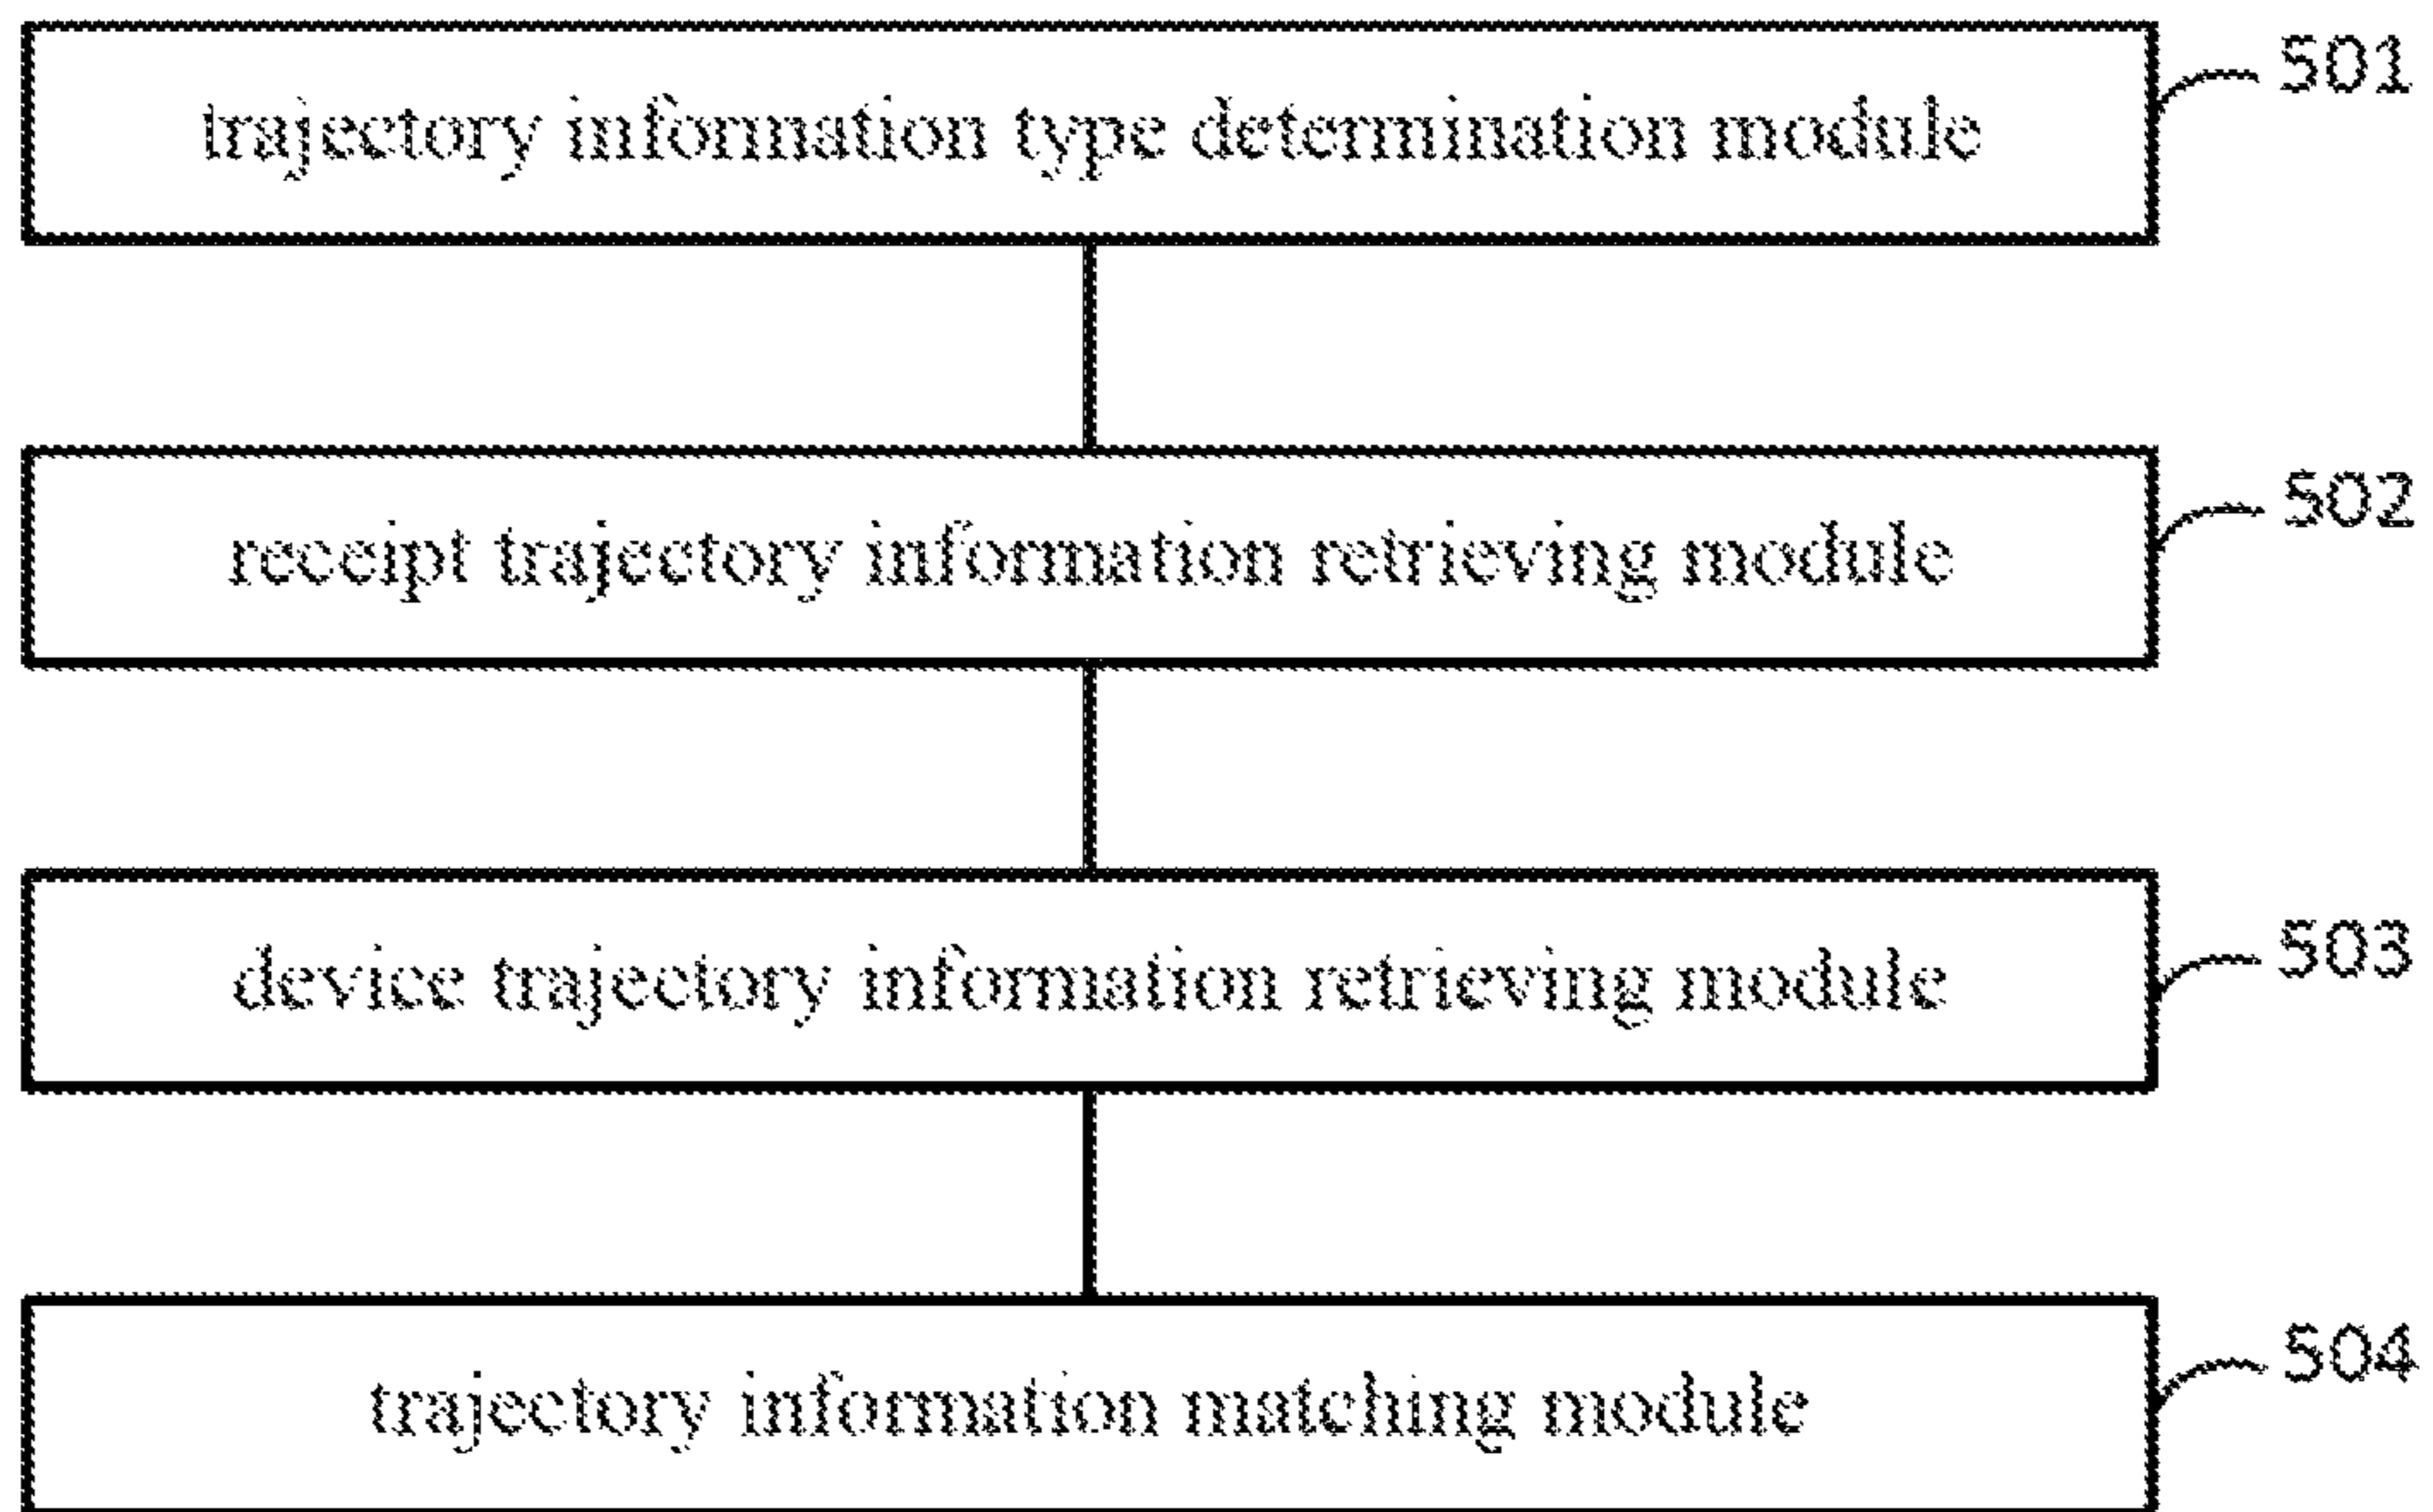 trajectory information type determination module 501
receipt trajectory information retrieving module 502
device trajectory information retrieving module 503
trajectory information matching module 504